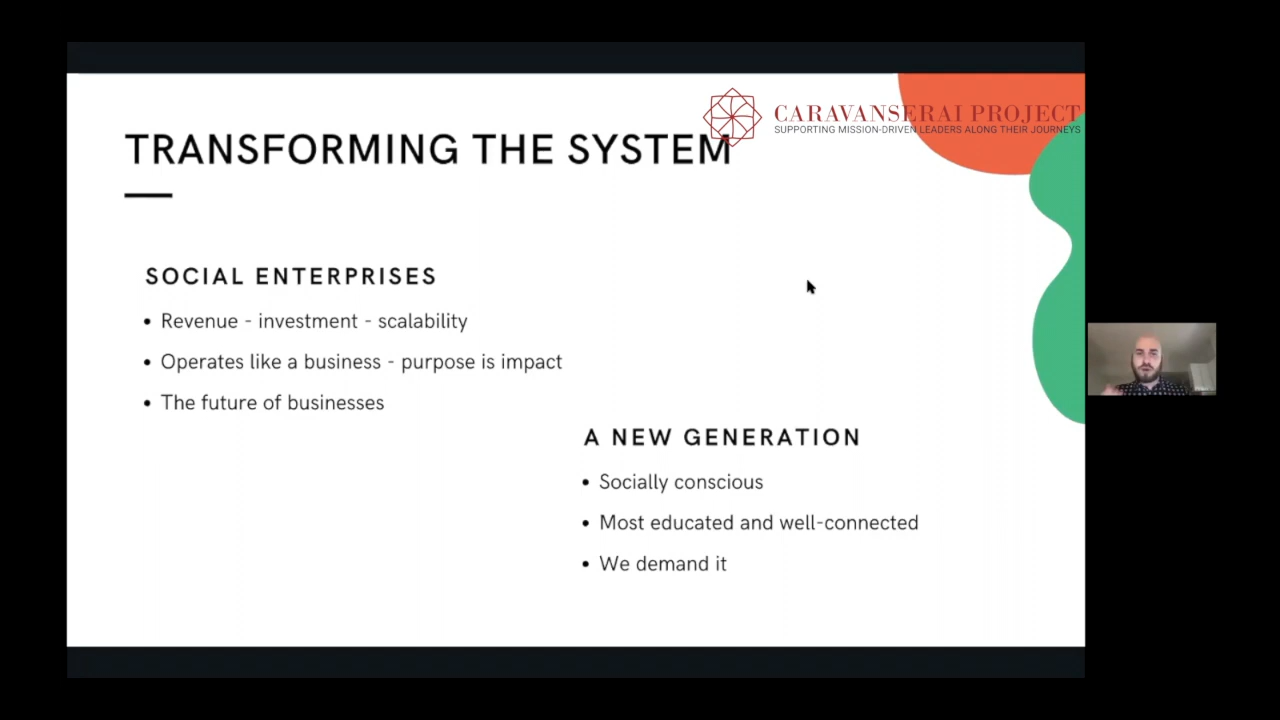 CARAVANSERAI PROJECT
SUPPORTING MISSION-DRIVEN LEADERS ALONG THEIR JOURNEYS
TRANSFORMING THE SYSTEM
SOCIAL ENTERPRISES
• Revenue - investment - scalability
• Operates like a business - purpose is impact
• The future of businesses
A NEW GENERATION
• Socially conscious
• Most educated and well-connected
• We demand it